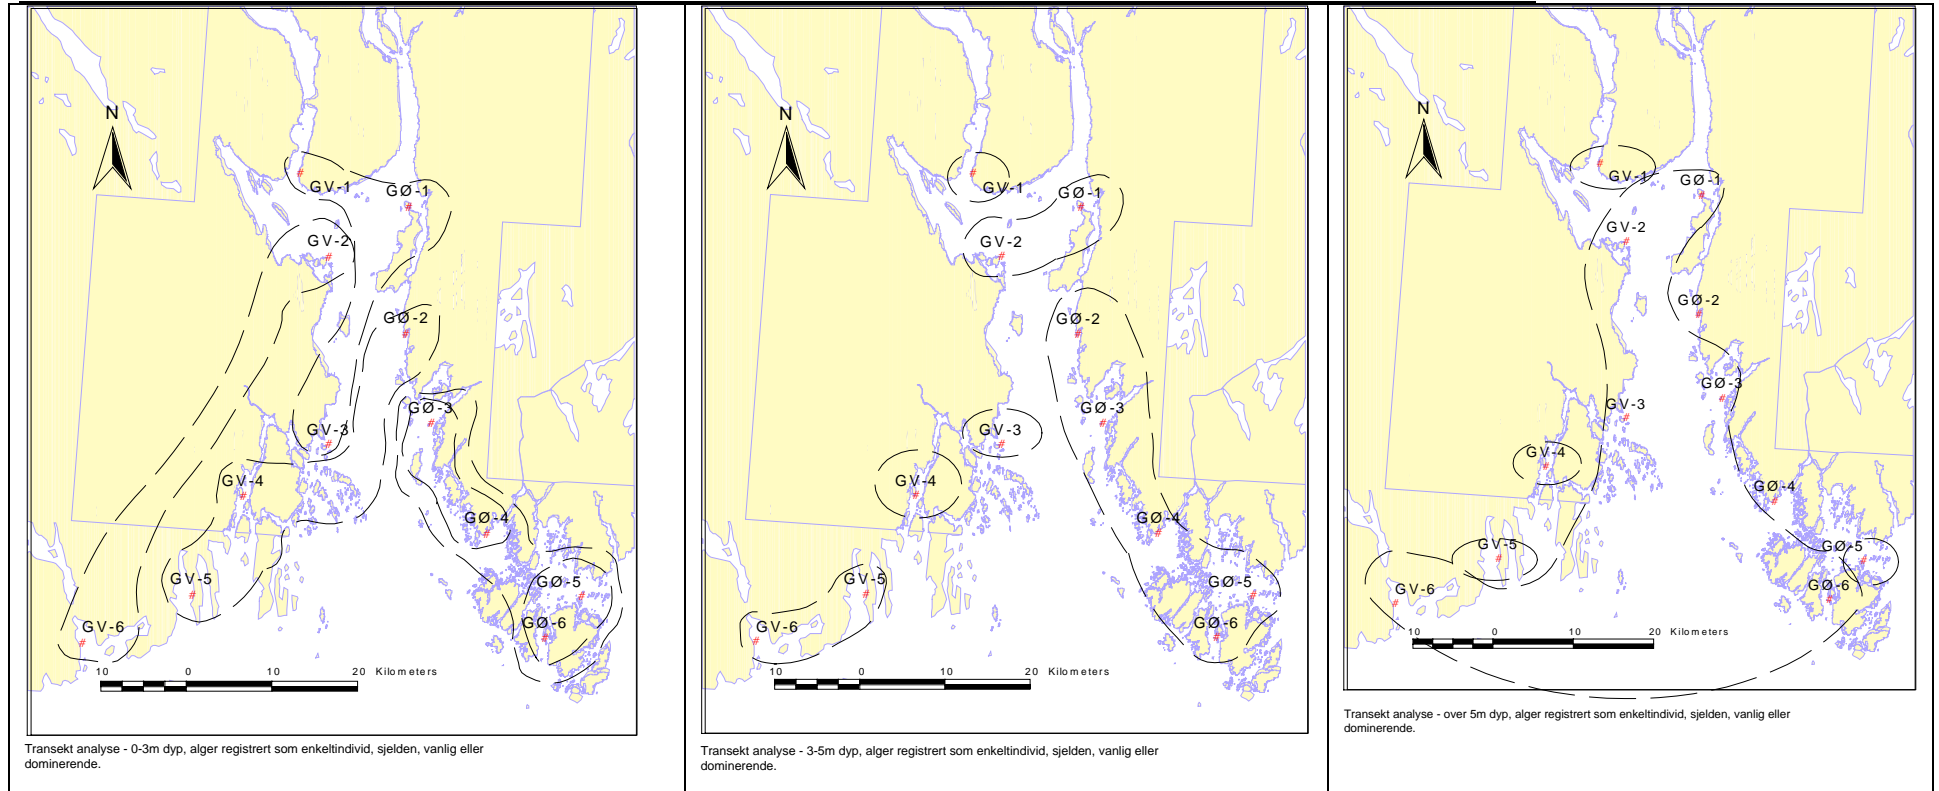 N
GV-1
GØ-1
GV-2
GØ-2
GØ-3
GV-3
GV-4
GØ-4
GV-5
GØ-5
GØ-6
GV-6
10 0 10 20 Kilometers
Transekt analyse - 0-3m dyp, alger registrert som enkeltindivid, sjelden, vanlig eller
dominerende.
N
GV-1
GØ-1
GV-2
GØ-2
GØ-3
GV-3
GV-4
GØ-4
GV-5
GØ-5
GØ-6
GV-6
10 0 10 20 Kilometers
Transekt analyse - 3-5m dyp, alger registrert som enkeltindivid, sjelden, vanlig eller
dominerende.
N
GV-1
GØ-1
GV-2
GØ-2
GØ-3
GV-3
GV-4
GØ-4
GV-5
GØ-5
GØ-6
GV-6
10 0 10 20 Kilometers
Transekt analyse - over 5m dyp, alger registrert som enkeltindivid, sjelden, vanlig eller
dominerende.